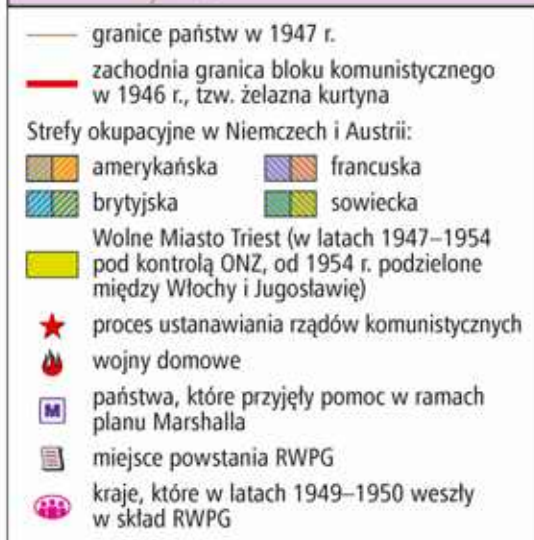 granice państw w 1947 r.
zachodnia granica bloku komunistycznego
w 1946 r., tzw. żelazna kurtyna
Strefy okupacyjne w Niemczech i Austrii:
amerykańska francuska
brytyjska sowiecka
Wolne Miasto Triest (w latach 1947–1954
pod kontrolą ONZ, od 1954 r. podzielone
między Włochy i Jugosławię)
proces ustanawiania rządów komunistycznych
wojny domowe
M państwa, które przyjęły pomoc w ramach
planu Marshalla
miejsce powstania RWPG
kraje, które w latach 1949–1950 weszły
w skład RWPG